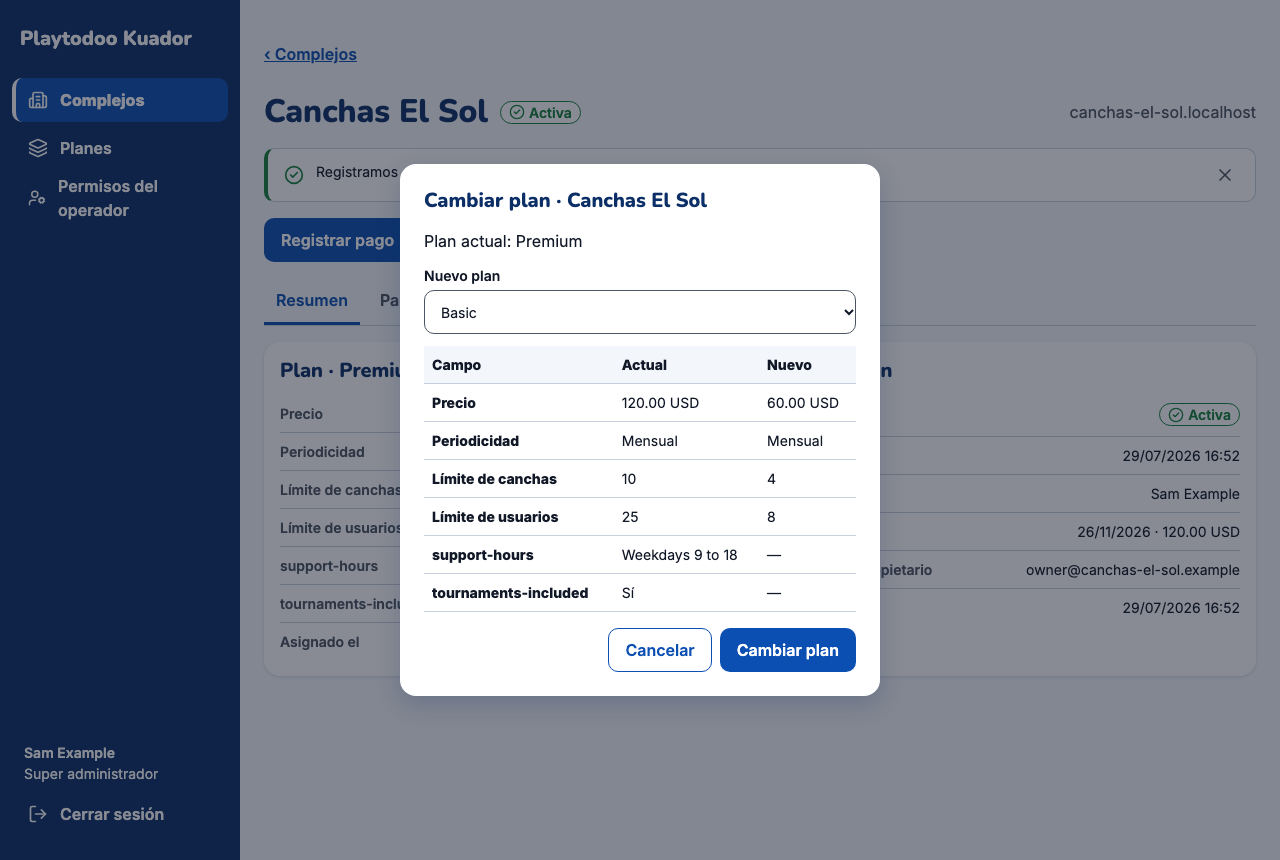 Playtodoo Kuador
Complejos
Planes
Permisos del
operador
Sam Example
Super administrador
Cerrar sesión
‹ Complejos
Canchas El Sol
Activa
canchas-el-sol.localhost
Registramos
Registrar pago
Resumen
Plan ·
Precio
Periodicidad
Límite de canchas
Límite de usuarios
support-hours
Asignado el
Activa
29/07/2026 16:52
Sam Example
26/11/2026 · 120.00 USD
owner@canchas-el-sol.example
29/07/2026 16:52
Cambiar plan · Canchas El Sol
Plan actual: Premium
Nuevo plan
Basic
Campo Actual Nuevo
Precio 120.00 USD 60.00 USD
Periodicidad Mensual Mensual
Límite de canchas 10 4
Límite de usuarios 25 8
support-hours Weekdays 9 to 18 —
tournaments-included Sí —
Cancelar Cambiar plan